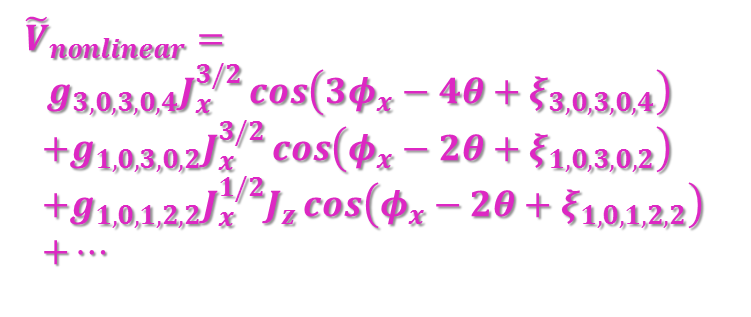 Ṽ_nonlinear =
g_{3,0,3,0,4}J_x^{3/2} cos(3ϕ_x − 4θ + ξ_{3,0,3,0,4})
+g_{1,0,3,0,2}J_x^{3/2} cos(ϕ_x − 2θ + ξ_{1,0,3,0,2})
+g_{1,0,1,2,2}J_x^{1/2}J_z cos(ϕ_x − 2θ + ξ_{1,0,1,2,2})
+ ⋯